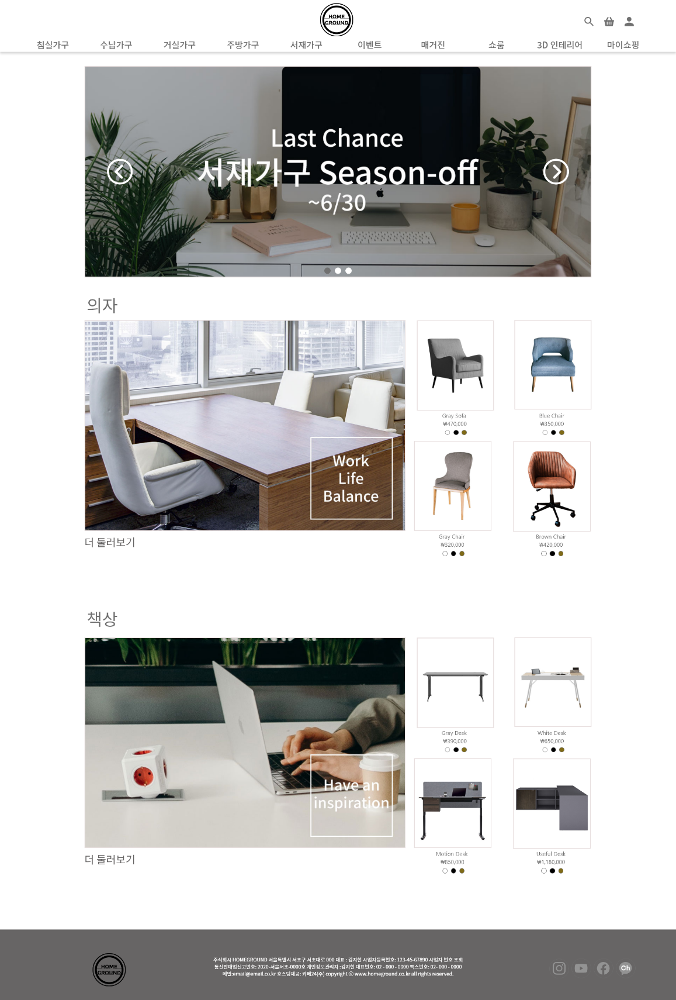 HOME
GROUND
침실가구 수납가구 거실가구 주방가구 서재가구 이벤트 매거진 쇼룸 3D 인테리어 마이쇼핑
Last Chance
서재가구 Season-off
~6/30
의자
Work
Life
Balance
더 둘러보기
Gray Sofa
₩470,000
Blue Chair
₩350,000
Gray Chair
₩320,000
Brown Chair
₩420,000
책상
Have an
inspiration
더 둘러보기
Gray Desk
₩390,000
White Desk
₩650,000
Motion Desk
₩850,000
Useful Desk
₩1,180,000
HOME
GROUND
주식회사 HOMEGROUND 서울특별시 서초구 서초대로 000 대표 : 김지헌 사업자등록번호: 123-45-67890 사업자 번호 조회
통신판매업신고번호: 2020-서울서초-0000호 개인정보관리자 :김지헌 대표번호: 02 - 000 - 0000 팩스번호: 02- 000 - 0000
메일:email@email.co.kr 호스팅제공: 카페24(주) copyright ⓒ www.homeground.co.kr all rights reserved.
Ch